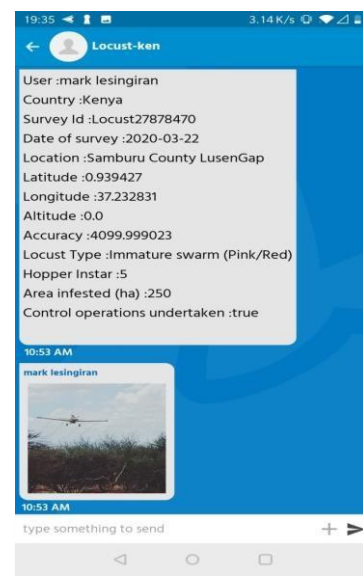 19:35
3.14 K/s
Locust-ken
User :mark lesingiran
Country :Kenya
Survey Id :Locust27878470
Date of survey :2020-03-22
Location :Samburu County LusenGap
Latitude :0.939427
Longitude :37.232831
Altitude :0.0
Accuracy :4099.999023
Locust Type :Immature swarm (Pink/Red)
Hopper Instar :5
Area infested (ha) :250
Control operations undertaken :true
10:53 AM
mark lesingiran
10:53 AM
type something to send